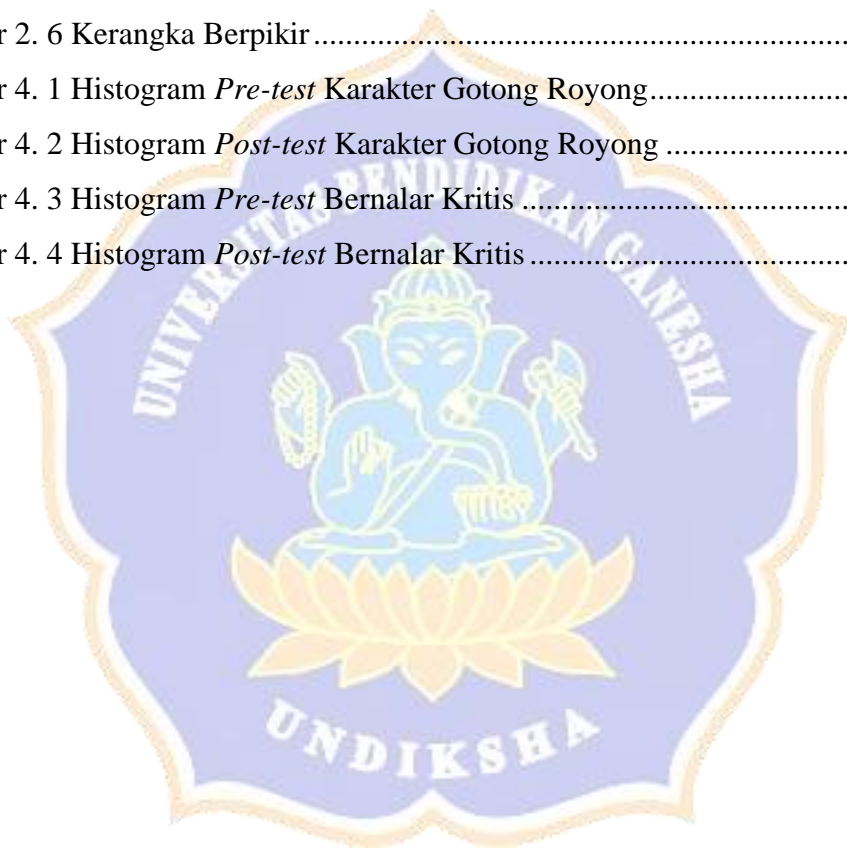 r 2. 6 Kerangka Berpikir....................................................................
r 4. 1 Histogram Pre-test Karakter Gotong Royong.........................
r 4. 2 Histogram Post-test Karakter Gotong Royong .......................
r 4. 3 Histogram Pre-test Bernalar Kritis .........................................
r 4. 4 Histogram Post-test Bernalar Kritis ........................................
UNIVERSITAS PENDIDIKAN GANESHA
UNDIKSHA